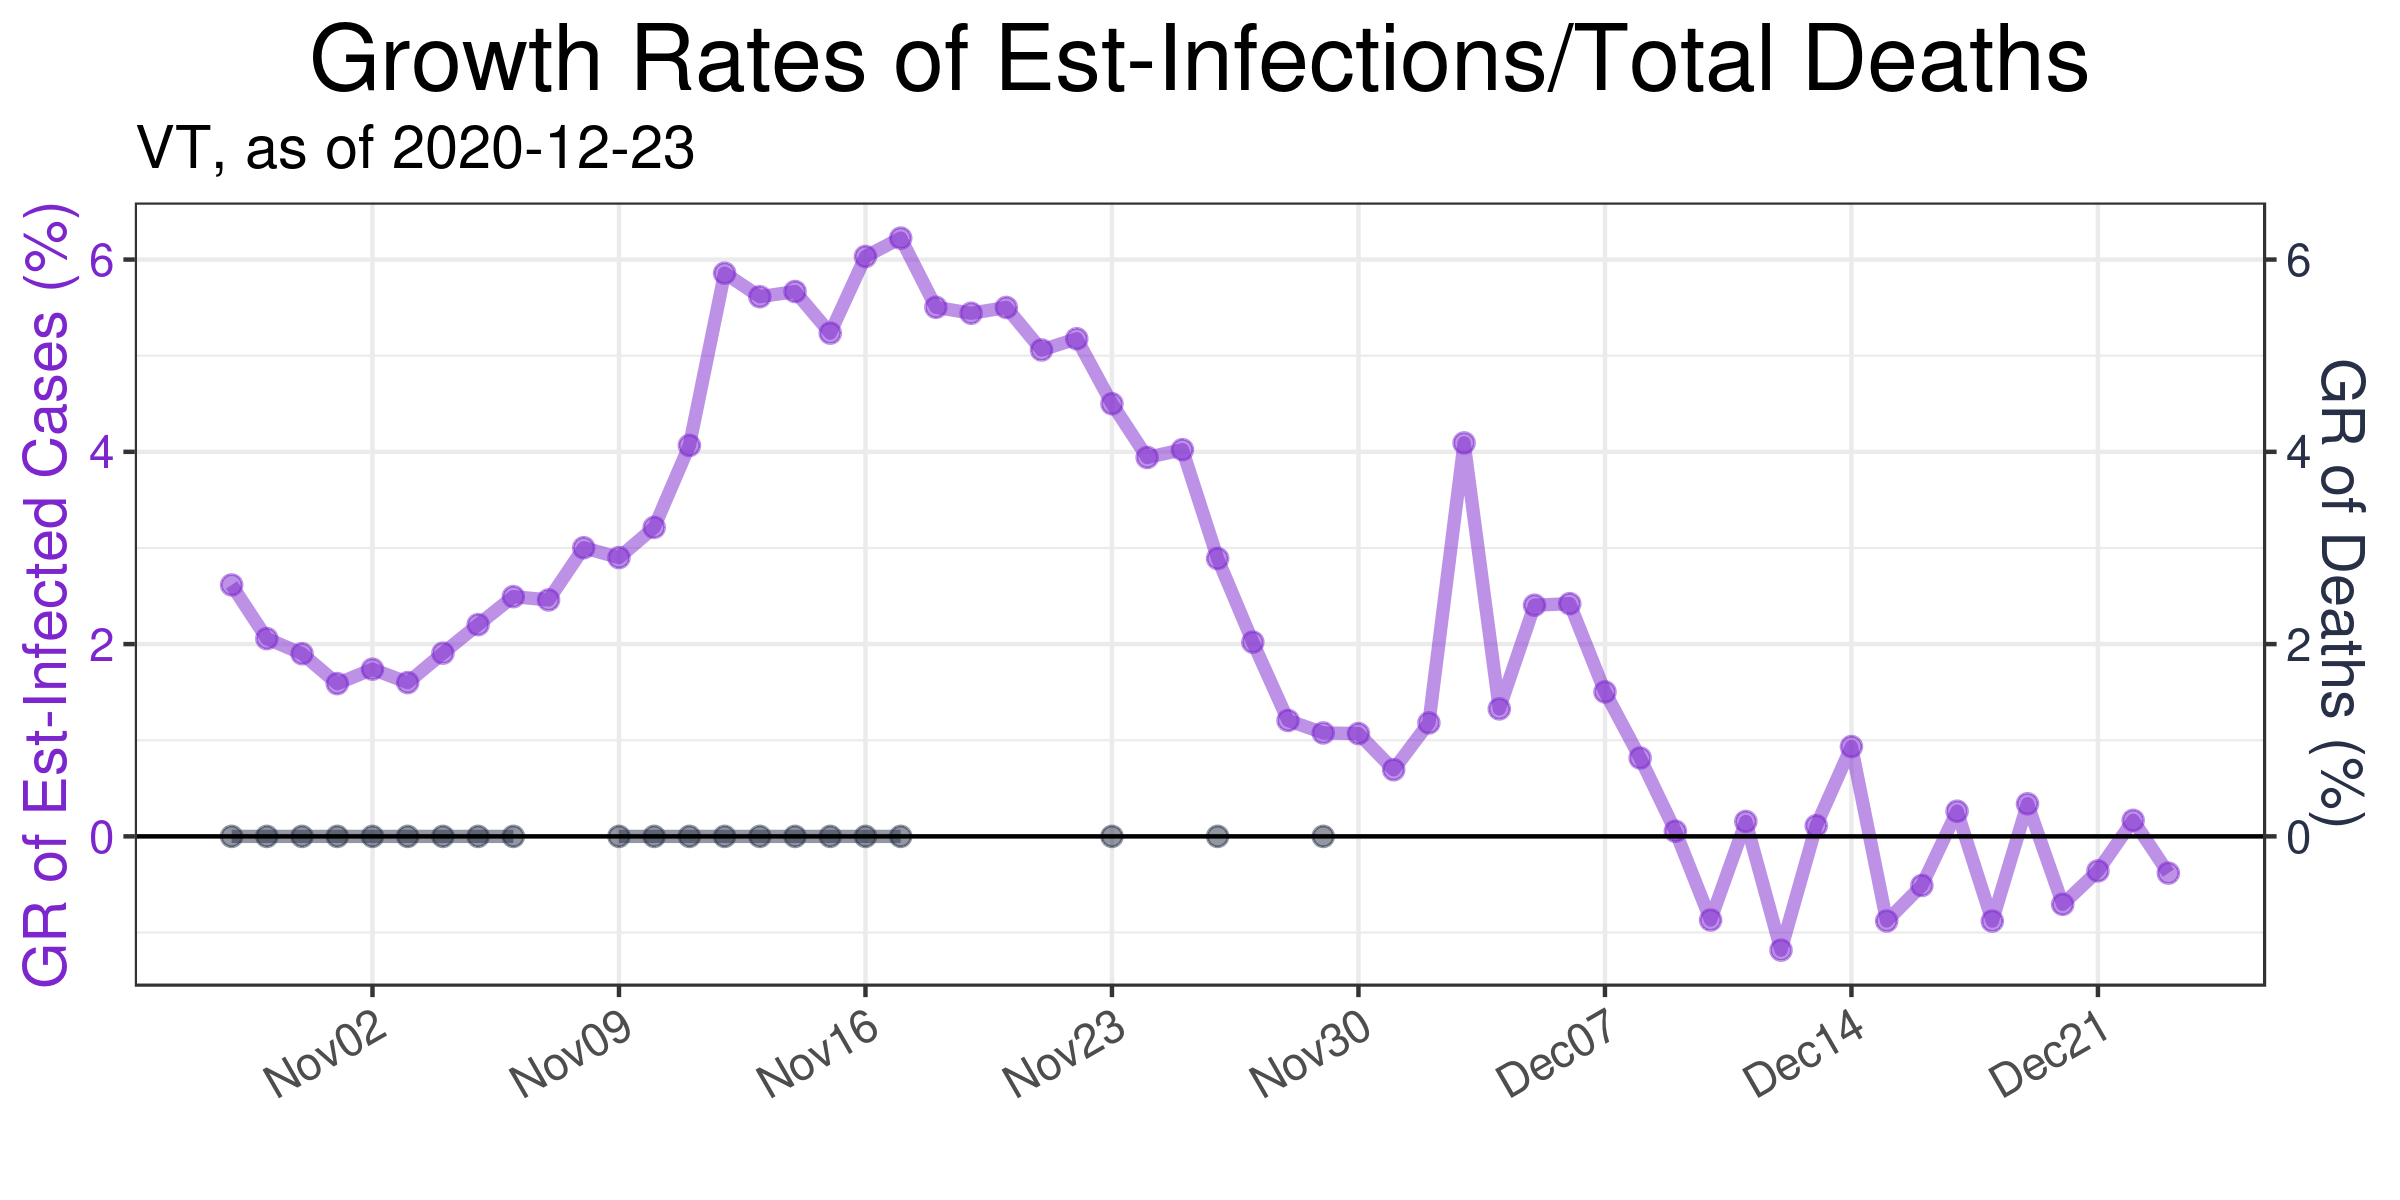 Growth Rates of Est-Infections/Total Deaths
VT, as of 2020-12-23
GR of Est-Infected Cases (%)
6
4
2
0
6
4
2
0
GR of Deaths (%)
Nov02
Nov09
Nov16
Nov23
Nov30
Dec07
Dec14
Dec21